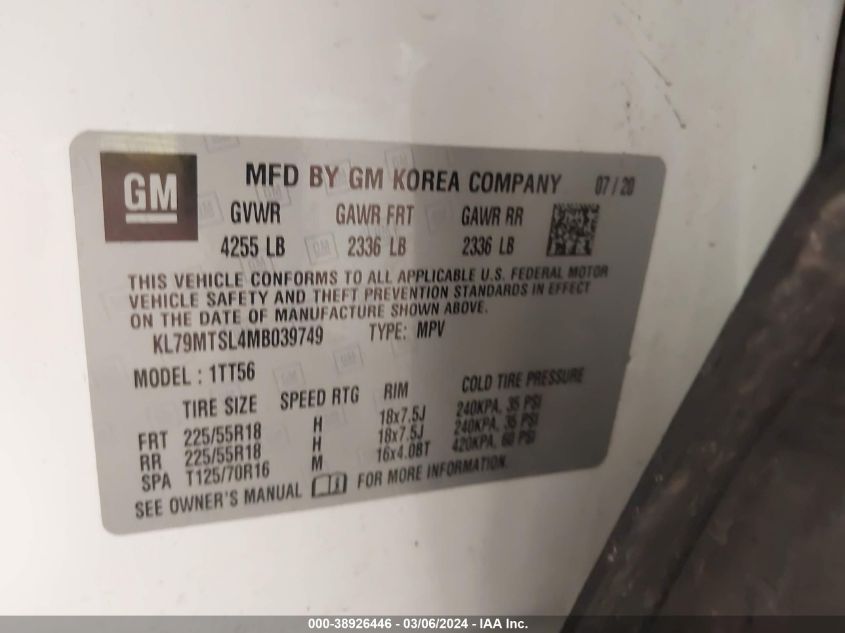 GM
MFD BY GM KOREA COMPANY 07/20
GVWR GAWR FRT GAWR RR
4255 LB 2336 LB 2336 LB
THIS VEHICLE CONFORMS TO ALL APPLICABLE U.S. FEDERAL MOTOR
VEHICLE SAFETY AND THEFT PREVENTION STANDARDS IN EFFECT
ON THE DATE OF MANUFACTURE SHOWN ABOVE.
KL79MTSL4MB039749 TYPE: MPV
MODEL : 1TT56
TIRE SIZE SPEED RTG RIM COLD TIRE PRESSURE
FRT 225/55R18 H 18x7.5J 240KPA, 35 PSI
RR 225/55R18 H 18x7.5J 240KPA, 35 PSI
SPA T125/70R16 M 16x4.0BT 420KPA, 60 PSI
SEE OWNER'S MANUAL FOR MORE INFORMATION.
000-38926446 - 03/06/2024 - IAA Inc.